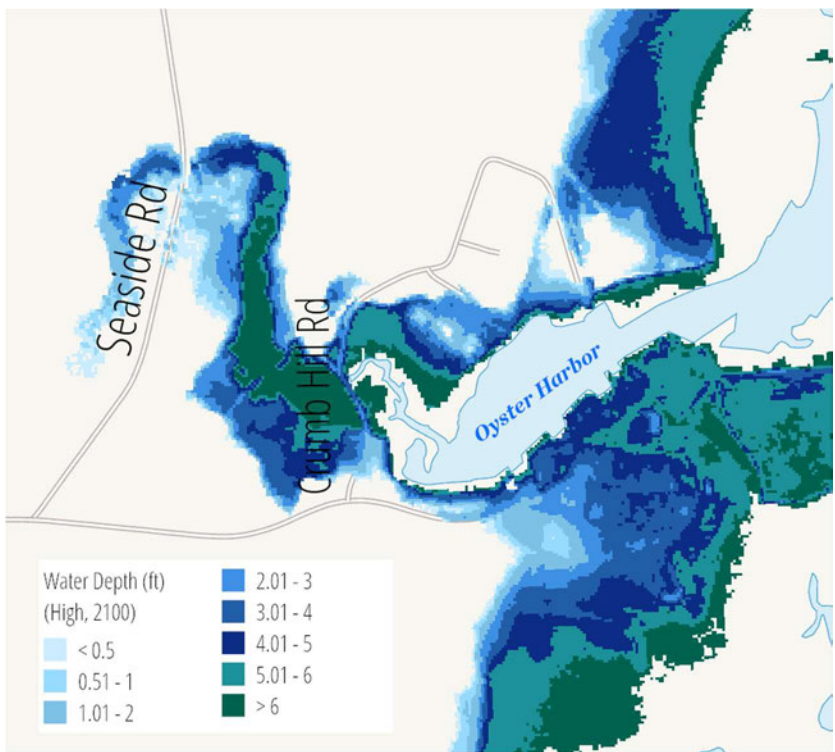 Seaside Rd
Crumb Hill Rd
Oyster Harbor
Water Depth (ft)
(High, 2100)
< 0.5
0.51 - 1
1.01 - 2
2.01 - 3
3.01 - 4
4.01 - 5
5.01 - 6
> 6